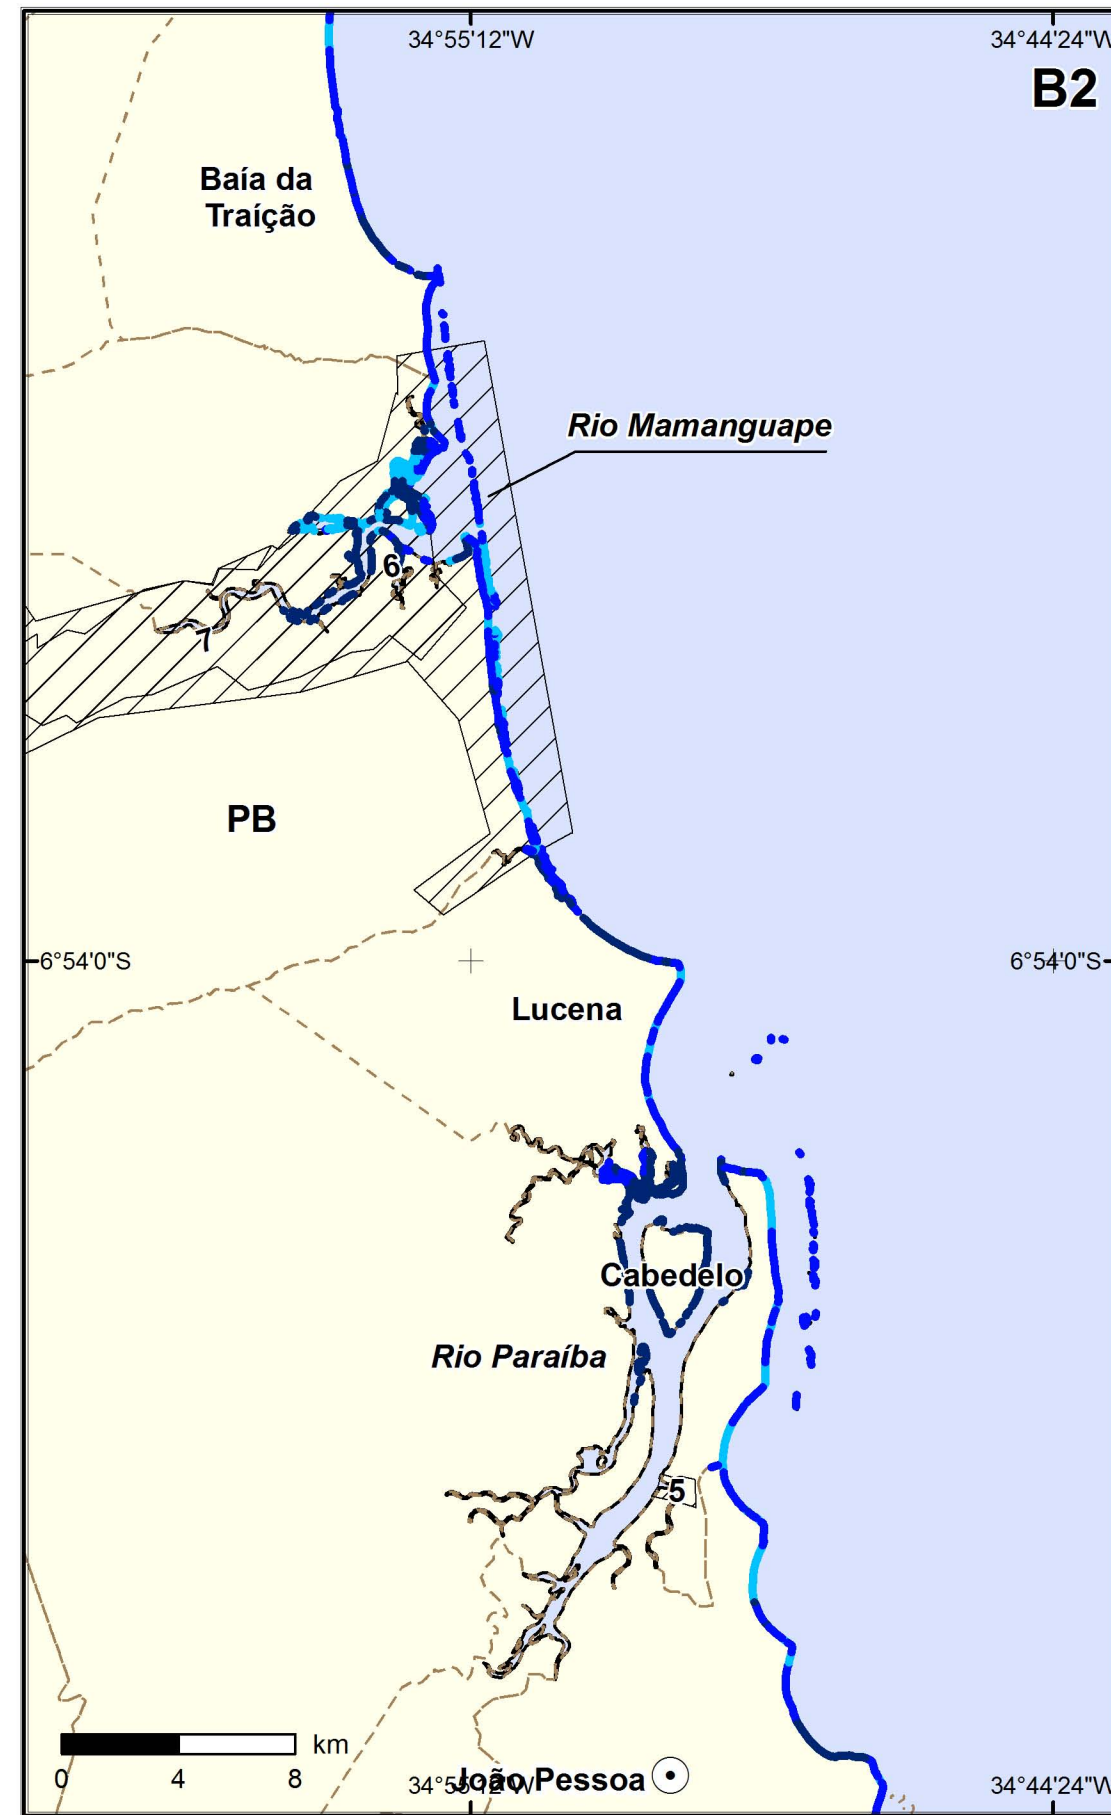 34°55'12"W
34°44'24"W
B2
Baía da
Traíção
Rio Mamanguape
6
7
PB
6°54'0"S
6°54'0"S
Lucena
Cabedelo
Rio Paraíba
5
km
0 4 8
João Pessoa
34°55'12"W
34°44'24"W